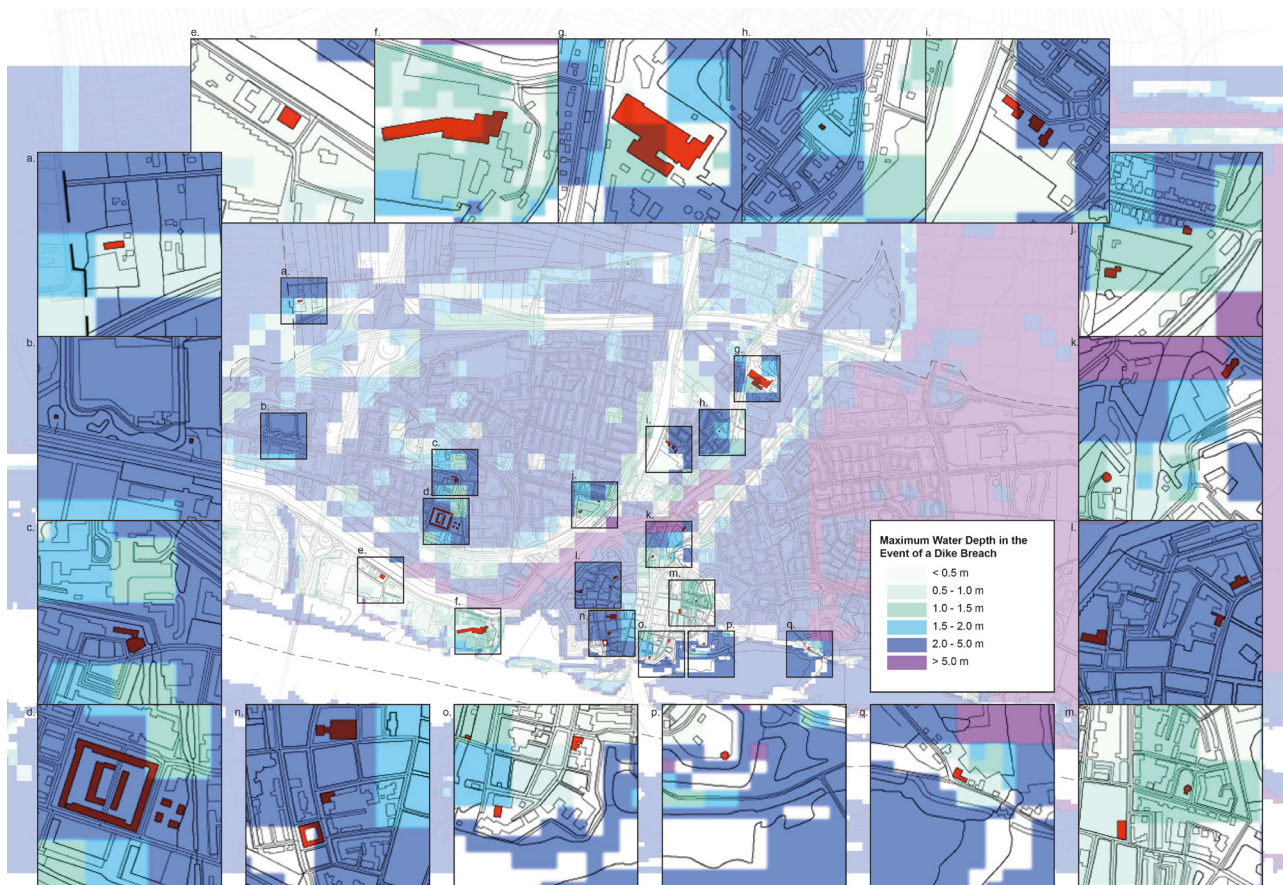 e.
f.
g.
h.
i.
a.
j.
b.
k.
c.
l.
d.
n.
o.
p.
q.
m.
a.
g.
b.
h.
i.
c.
d.
j.
k.
e.
l.
m.
f.
n.
o.
p.
q.
Maximum Water Depth in the
Event of a Dike Breach
< 0.5 m
0.5 - 1.0 m
1.0 - 1.5 m
1.5 - 2.0 m
2.0 - 5.0 m
> 5.0 m